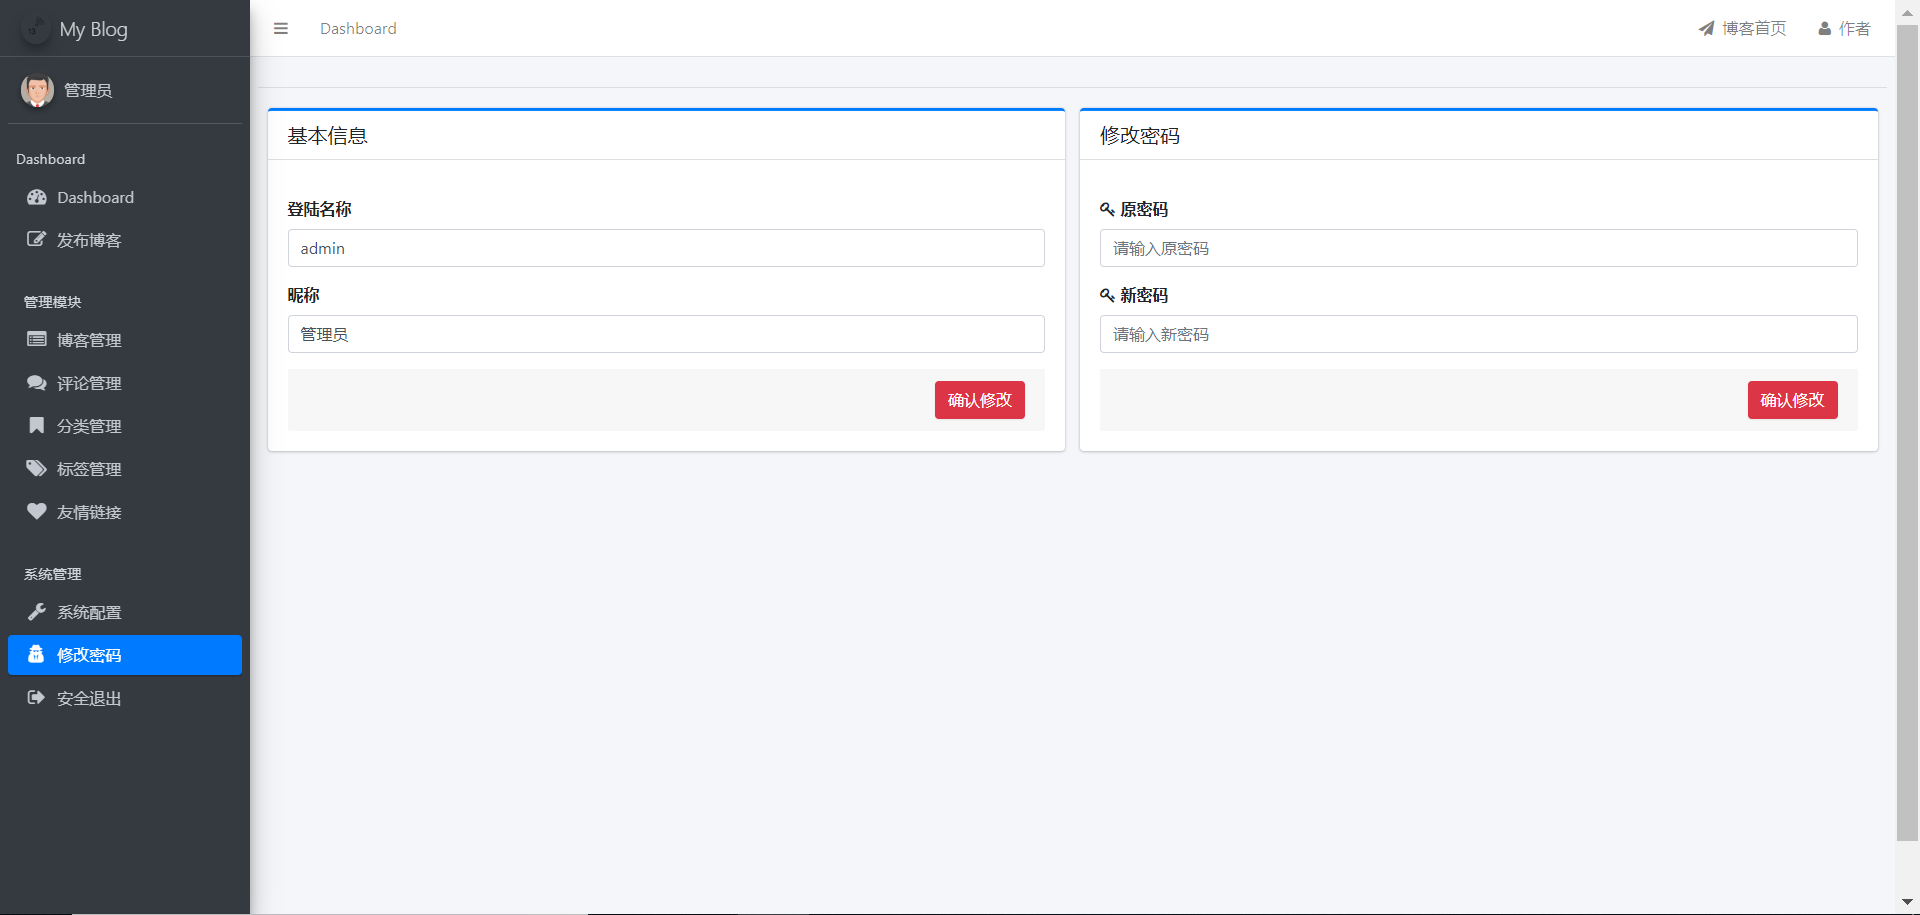 My Blog
管理员
Dashboard
Dashboard
发布博客
管理模块
博客管理
评论管理
分类管理
标签管理
友情链接
系统管理
系统配置
修改密码
安全退出
Dashboard
博客首页
作者
基本信息
登陆名称
admin
昵称
管理员
确认修改
修改密码
原密码
请输入原密码
新密码
请输入新密码
确认修改